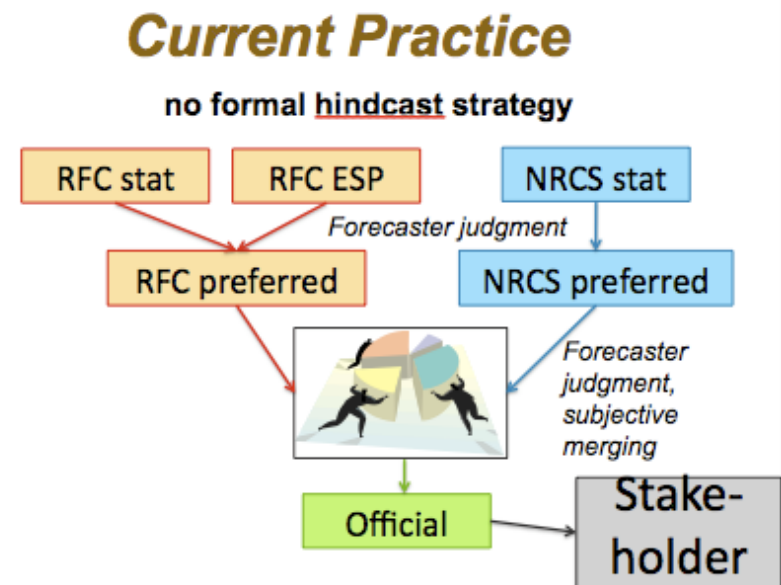 Current Practice
no formal hindcast strategy
RFC stat
RFC ESP
NRCS stat
Forecaster judgment
RFC preferred
NRCS preferred
Forecaster
judgment,
subjective
merging
Official
Stake-
holder